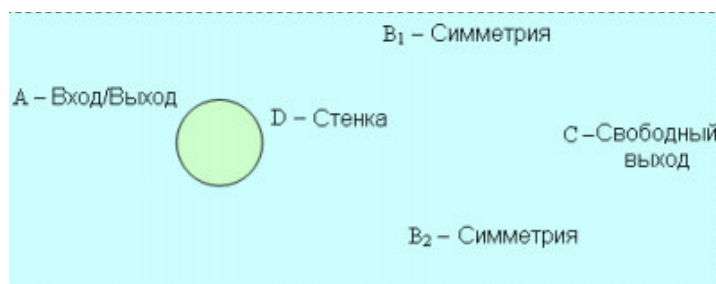 B₁ – Симметрия
A – Вход/Выход
D – Стенка
C –Свободный
выход
B₂ – Симметрия